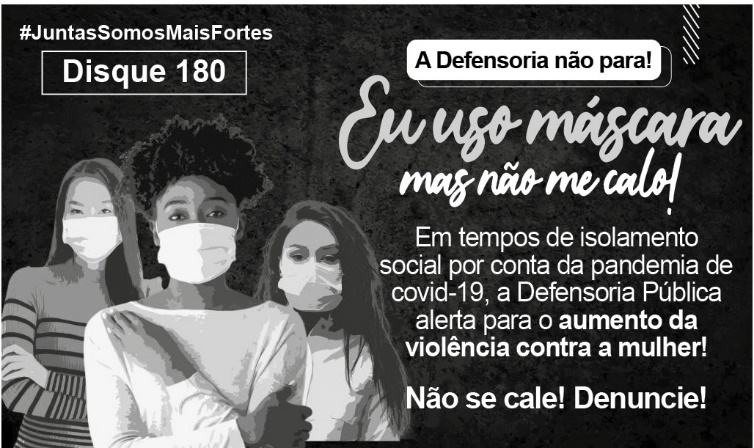 #JuntasSomosMaisFortes
Disque 180
A Defensoria não para!
Eu uso máscara
mas não me calo!
Em tempos de isolamento
social por conta da pandemia de
covid-19, a Defensoria Pública
alerta para o aumento da
violência contra a mulher!
Não se cale! Denuncie!